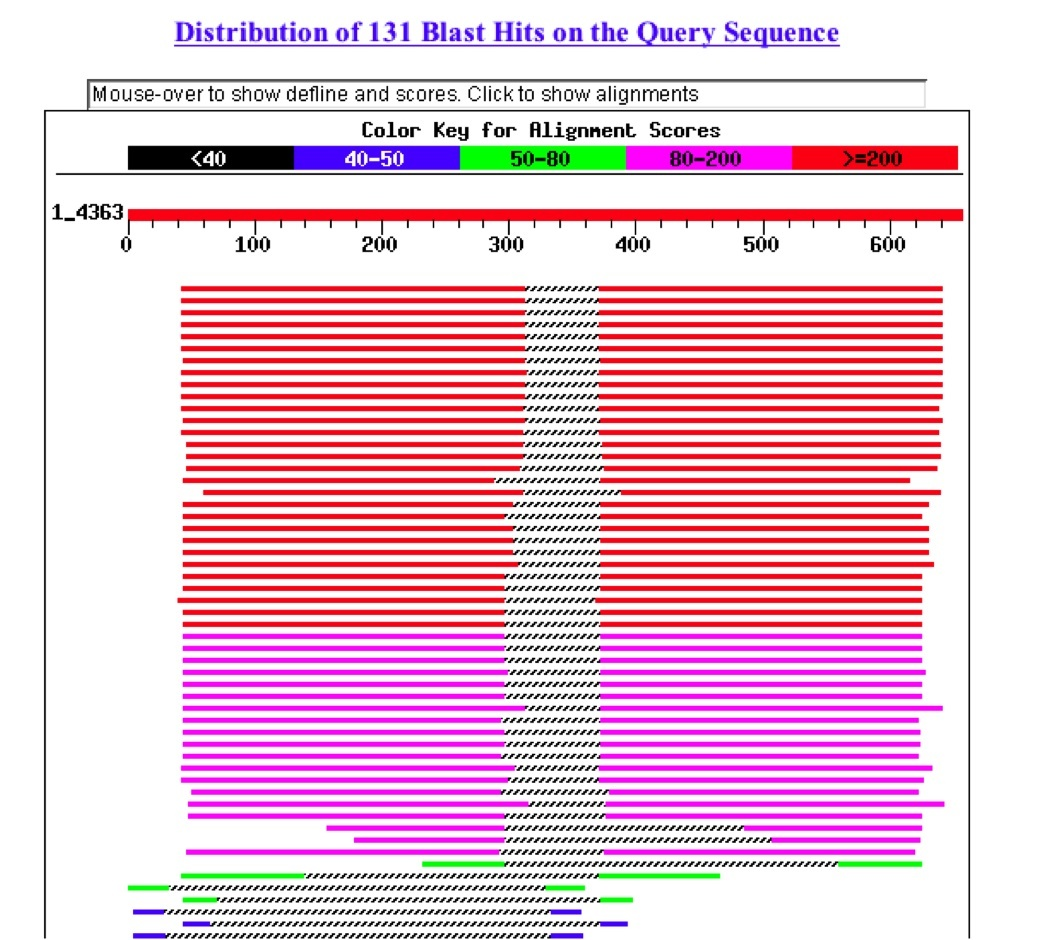 Distribution of 131 Blast Hits on the Query Sequence
Mouse-over to show defline and scores. Click to show alignments
Color Key for Alignment Scores
<40 40-50 50-80 80-200 >=200
1_4363
0 100 200 300 400 500 600